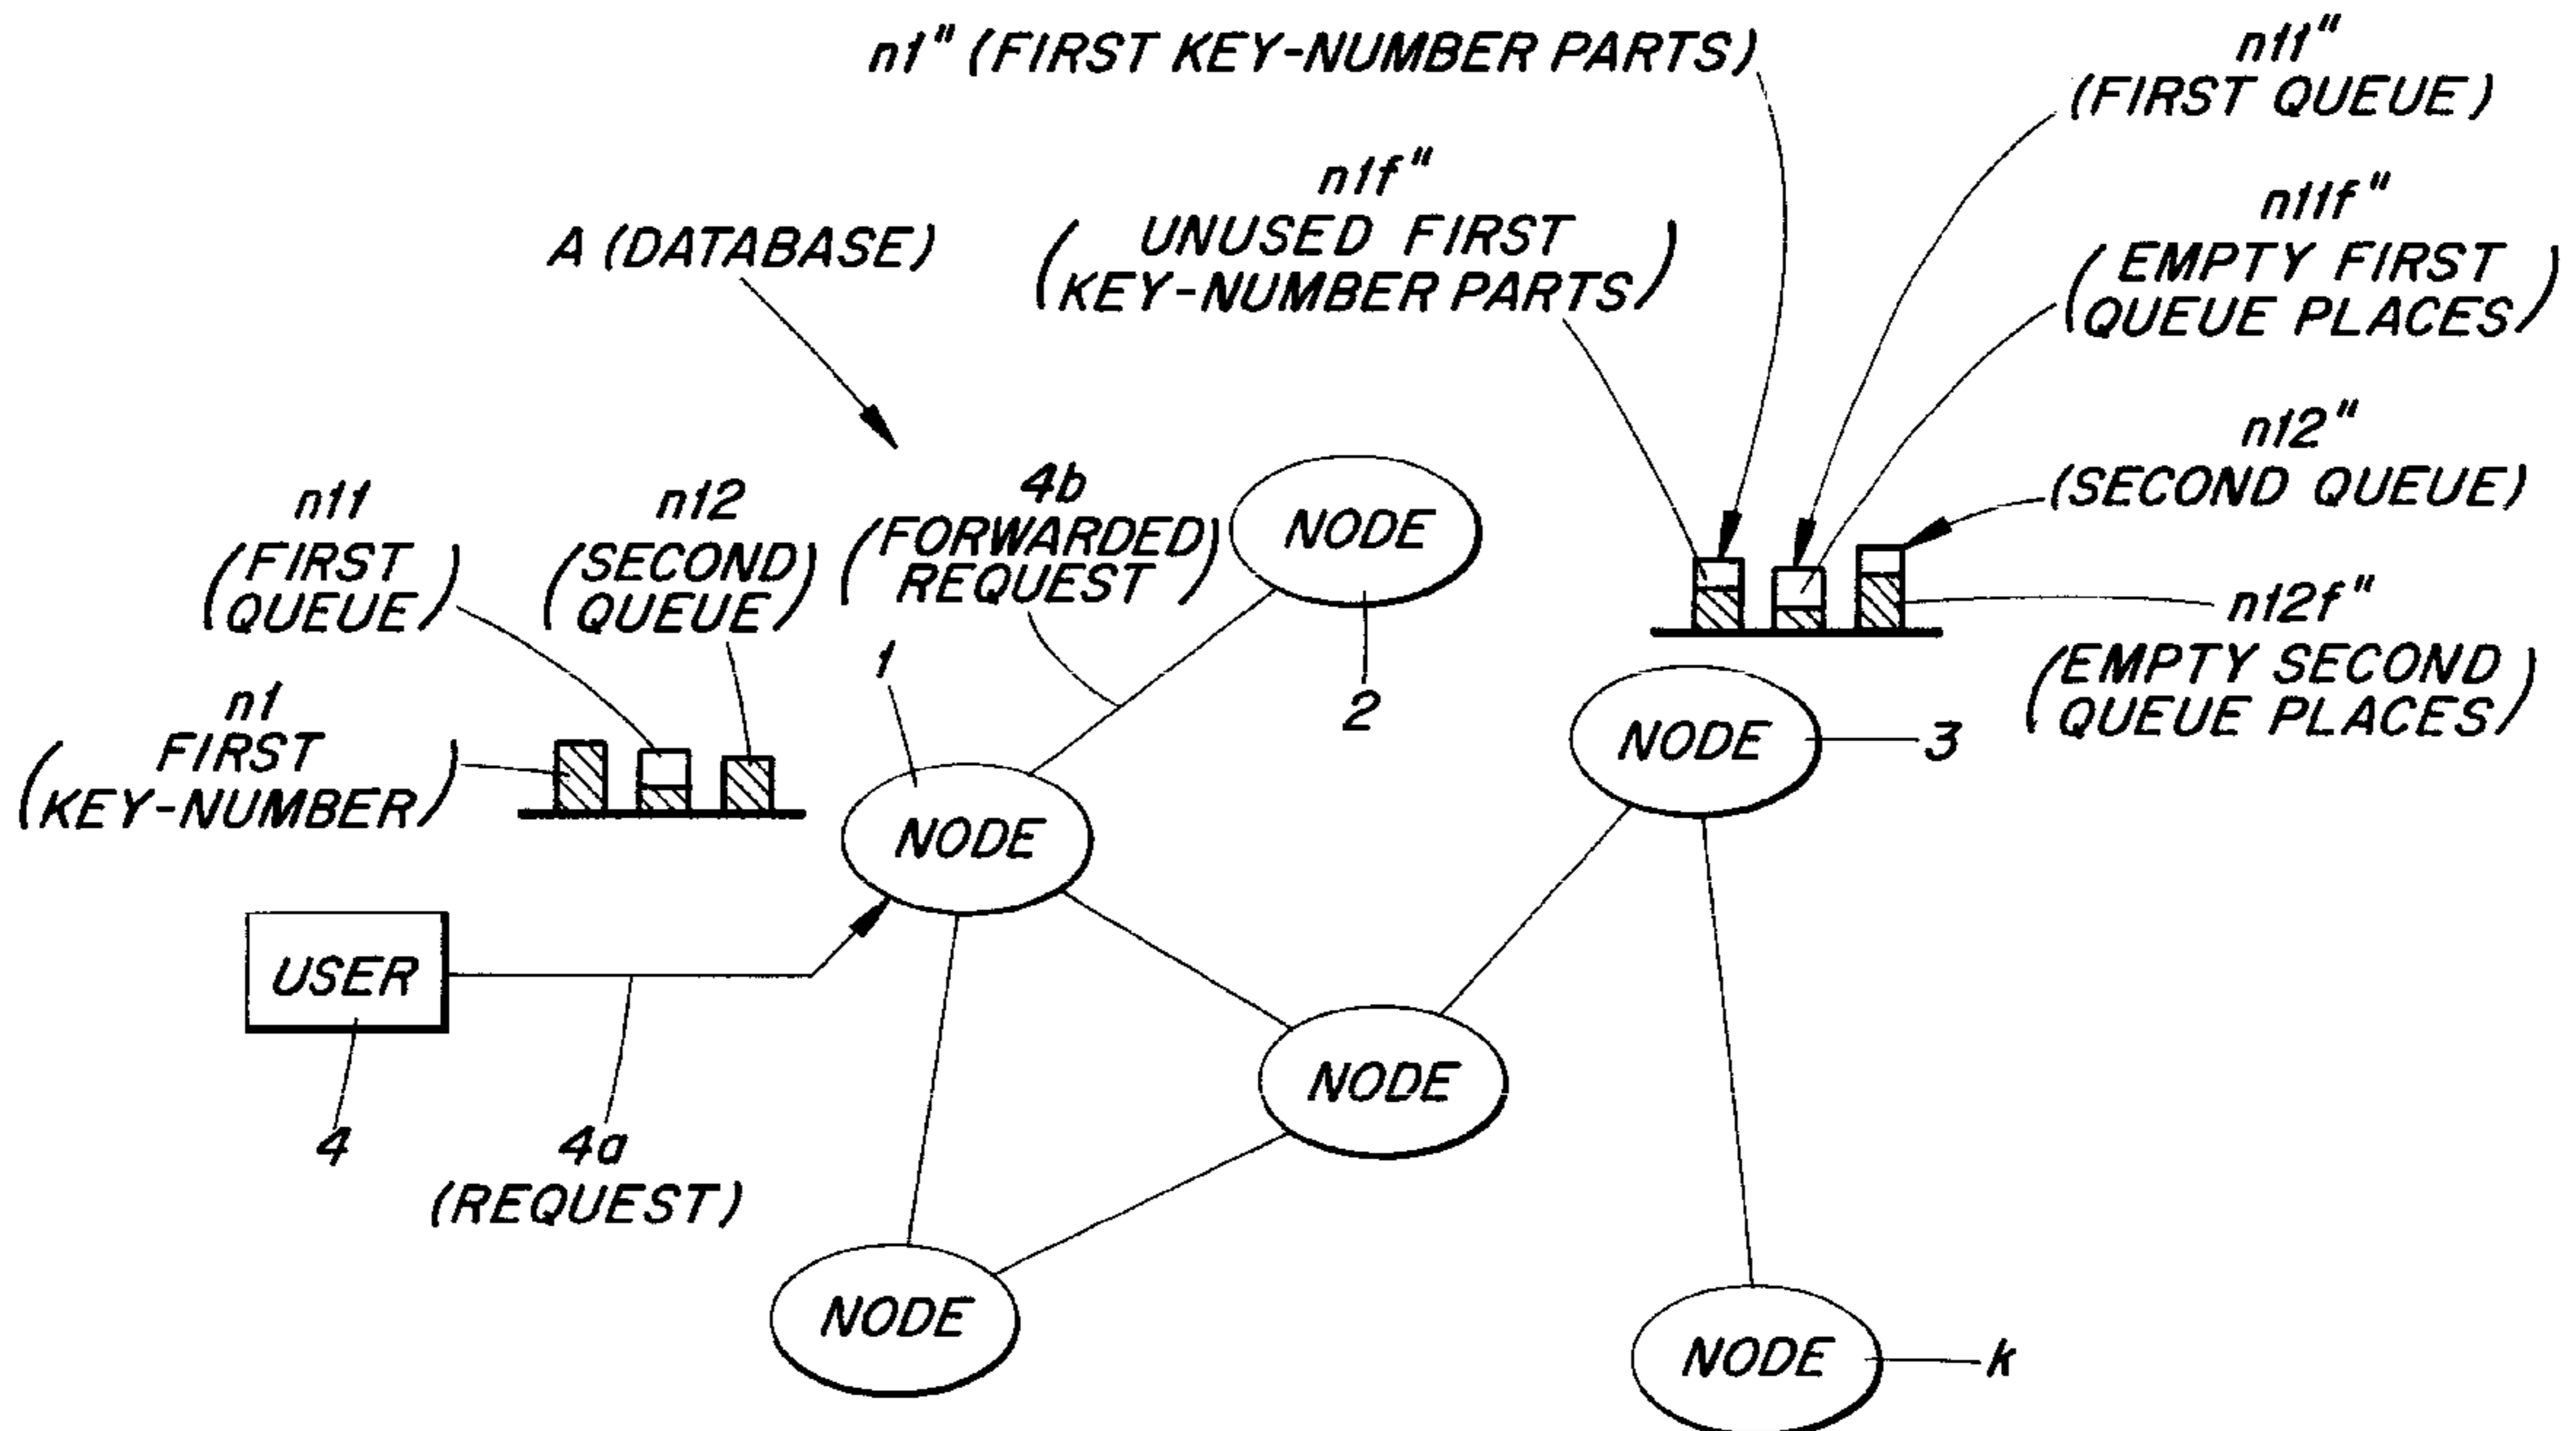 n1" (FIRST KEY-NUMBER PARTS)
n11"
(FIRST QUEUE)
n1f"
(UNUSED FIRST
KEY-NUMBER PARTS)
n11f"
(EMPTY FIRST
QUEUE PLACES)
A (DATABASE)
n12"
(SECOND QUEUE)
n11
(FIRST
QUEUE)
n12
(SECOND
QUEUE)
4b
(FORWARDED
REQUEST)
NODE
2
n12f"
(EMPTY SECOND
QUEUE PLACES)
1
n1
(FIRST
KEY-NUMBER)
NODE
3
NODE
USER
4
4a
(REQUEST)
NODE
NODE
NODE
k